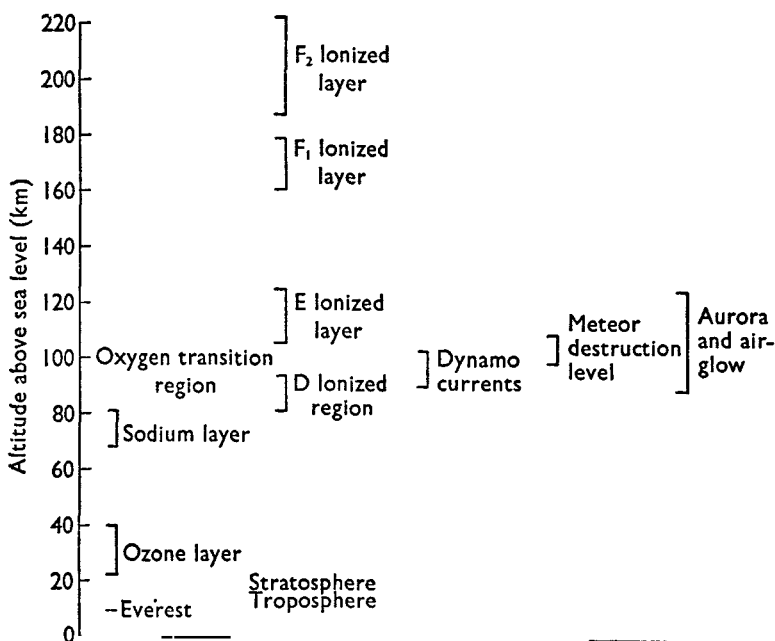 Altitude above sea level (km)
220
200
180
160
140
120
100
80
60
40
20
0
F₂ Ionized
layer
F₁ Ionized
layer
E Ionized
layer
Oxygen transition
region
D Ionized
region
Dynamo
currents
Meteor
destruction
level
Aurora
and air-
glow
Sodium layer
Ozone layer
Stratosphere
Troposphere
Everest